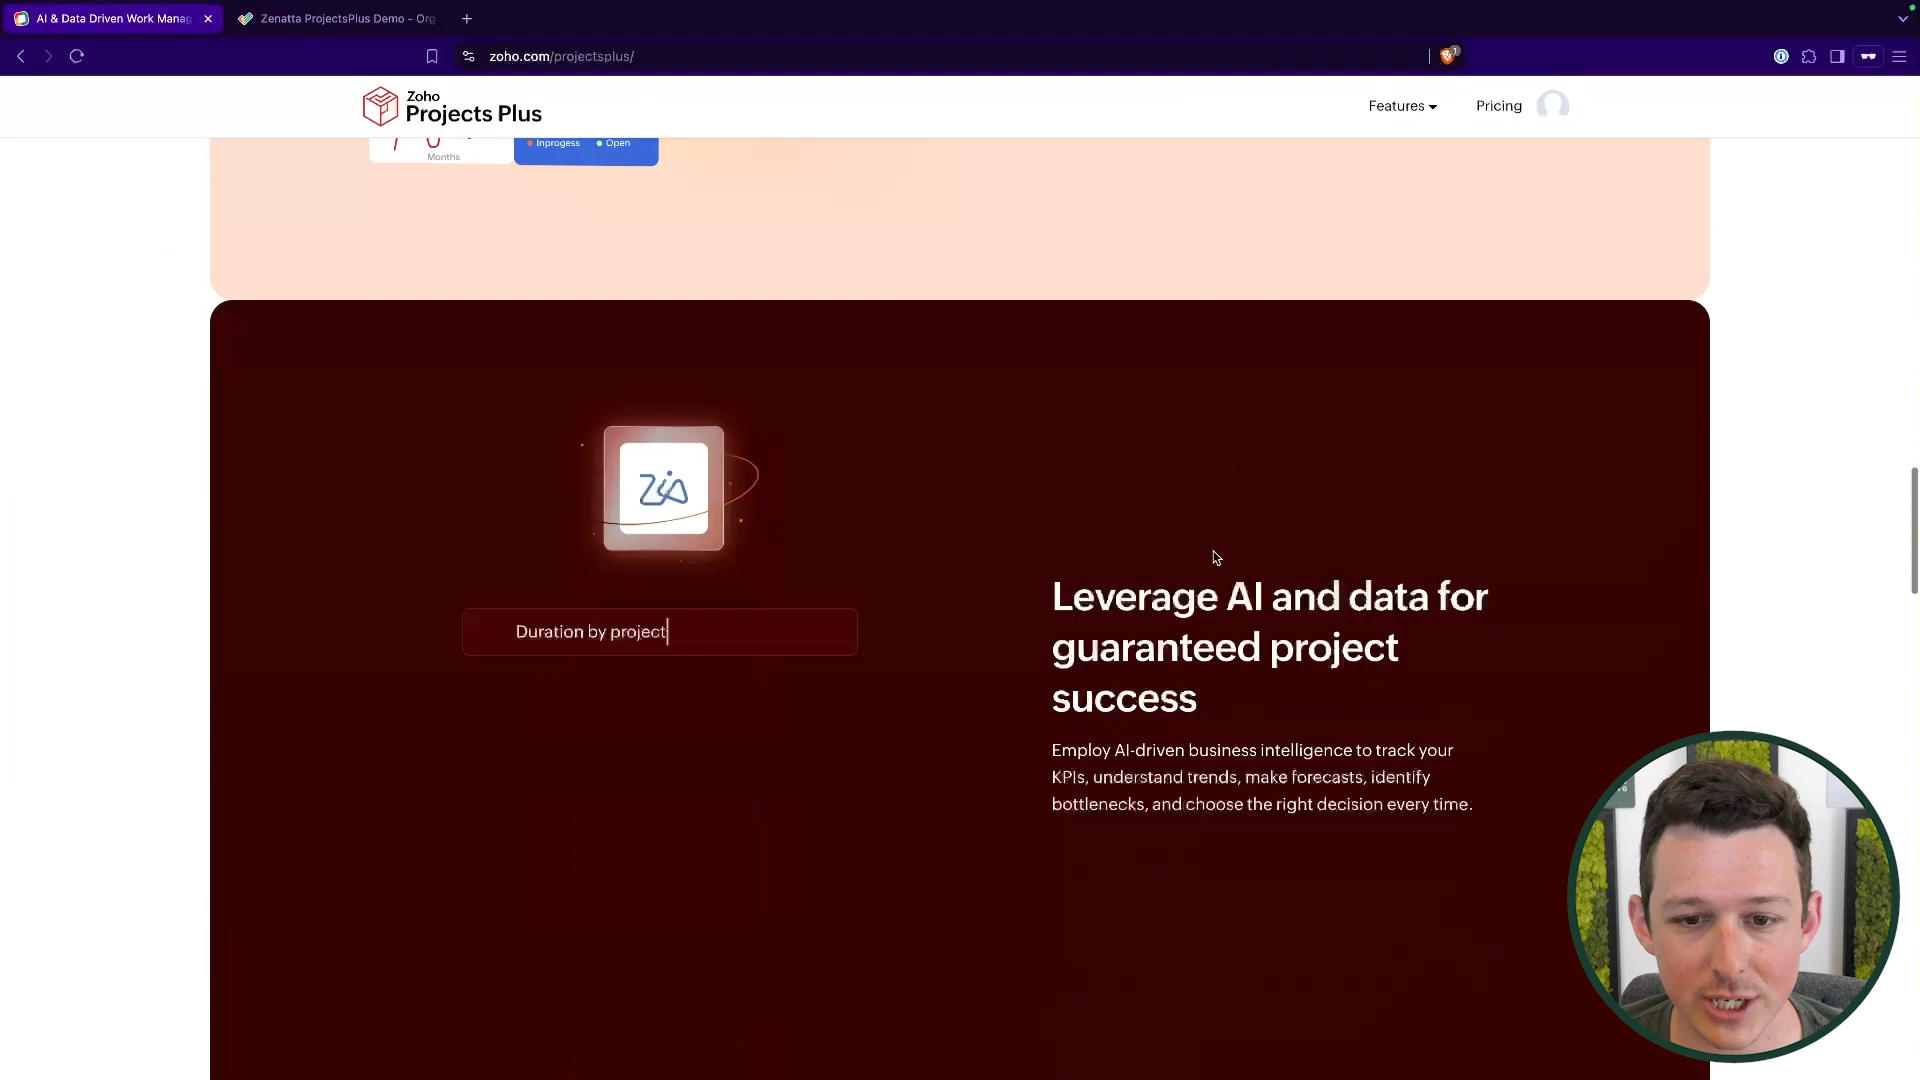 AI & Data Driven Work Manag
Zenatta ProjectsPlus Demo - Org
zoho.com/projectsplus/
1
Zoho
Projects Plus
Features
Pricing
Months
Inprogess
Open
Zia
Duration by project
Leverage AI and data for
guaranteed project
success
Employ AI-driven business intelligence to track your
KPIs, understand trends, make forecasts, identify
bottlenecks, and choose the right decision every time.